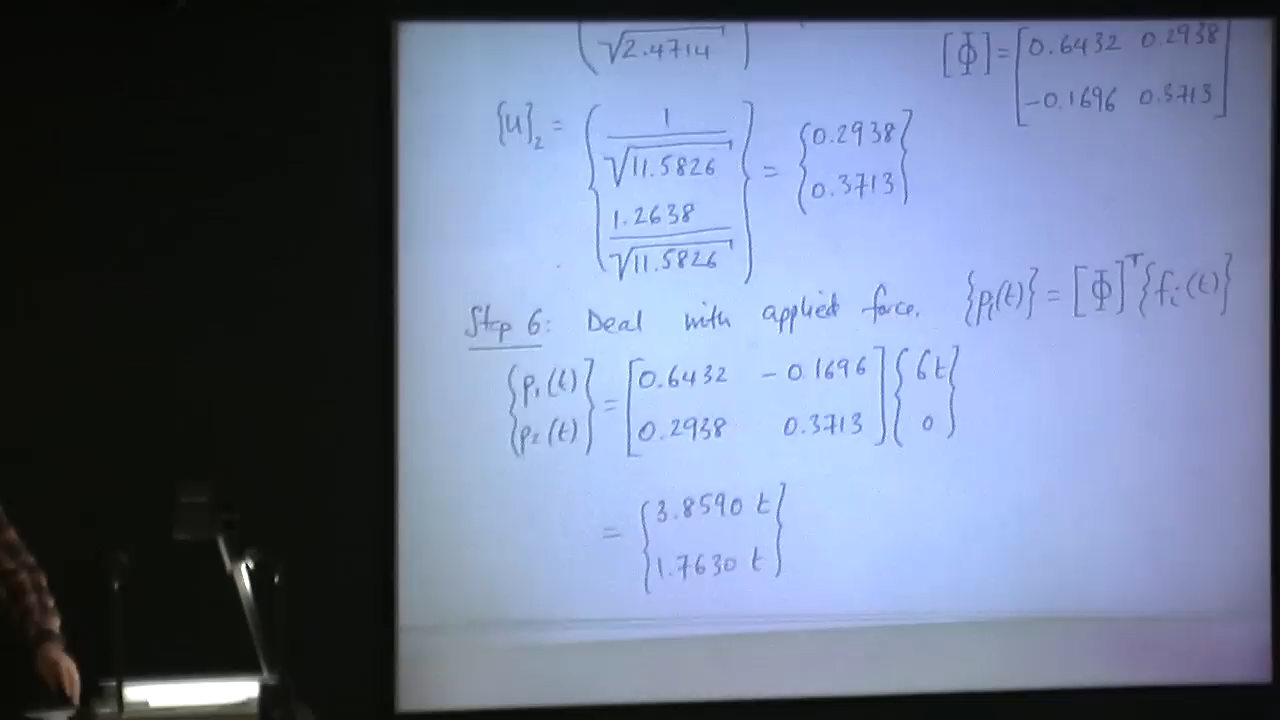 √2.4714
[Φ] = [0.6432 0.2938
-0.1696 0.3713]
{u}₂ = {1/√11.5826
1.2638/√11.5826} = {0.2938
0.3713}
Step 6: Deal with applied force. {pᵢ(t)} = [Φ]ᵀ{fᵢ(t)}
{p₁(t)
p₂(t)} = [0.6432 -0.1696
0.2938 0.3713] {6t
0}
= {3.8590 t
1.7630 t}